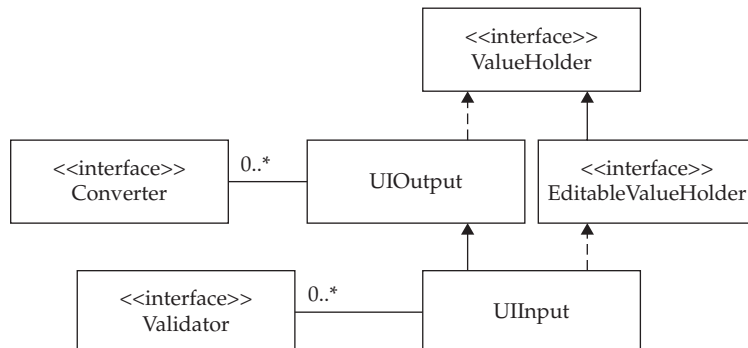 <<interface>>
ValueHolder
<<interface>>
Converter
0..*
UIOutput
<<interface>>
EditableValueHolder
<<interface>>
Validator
0..*
UIInput